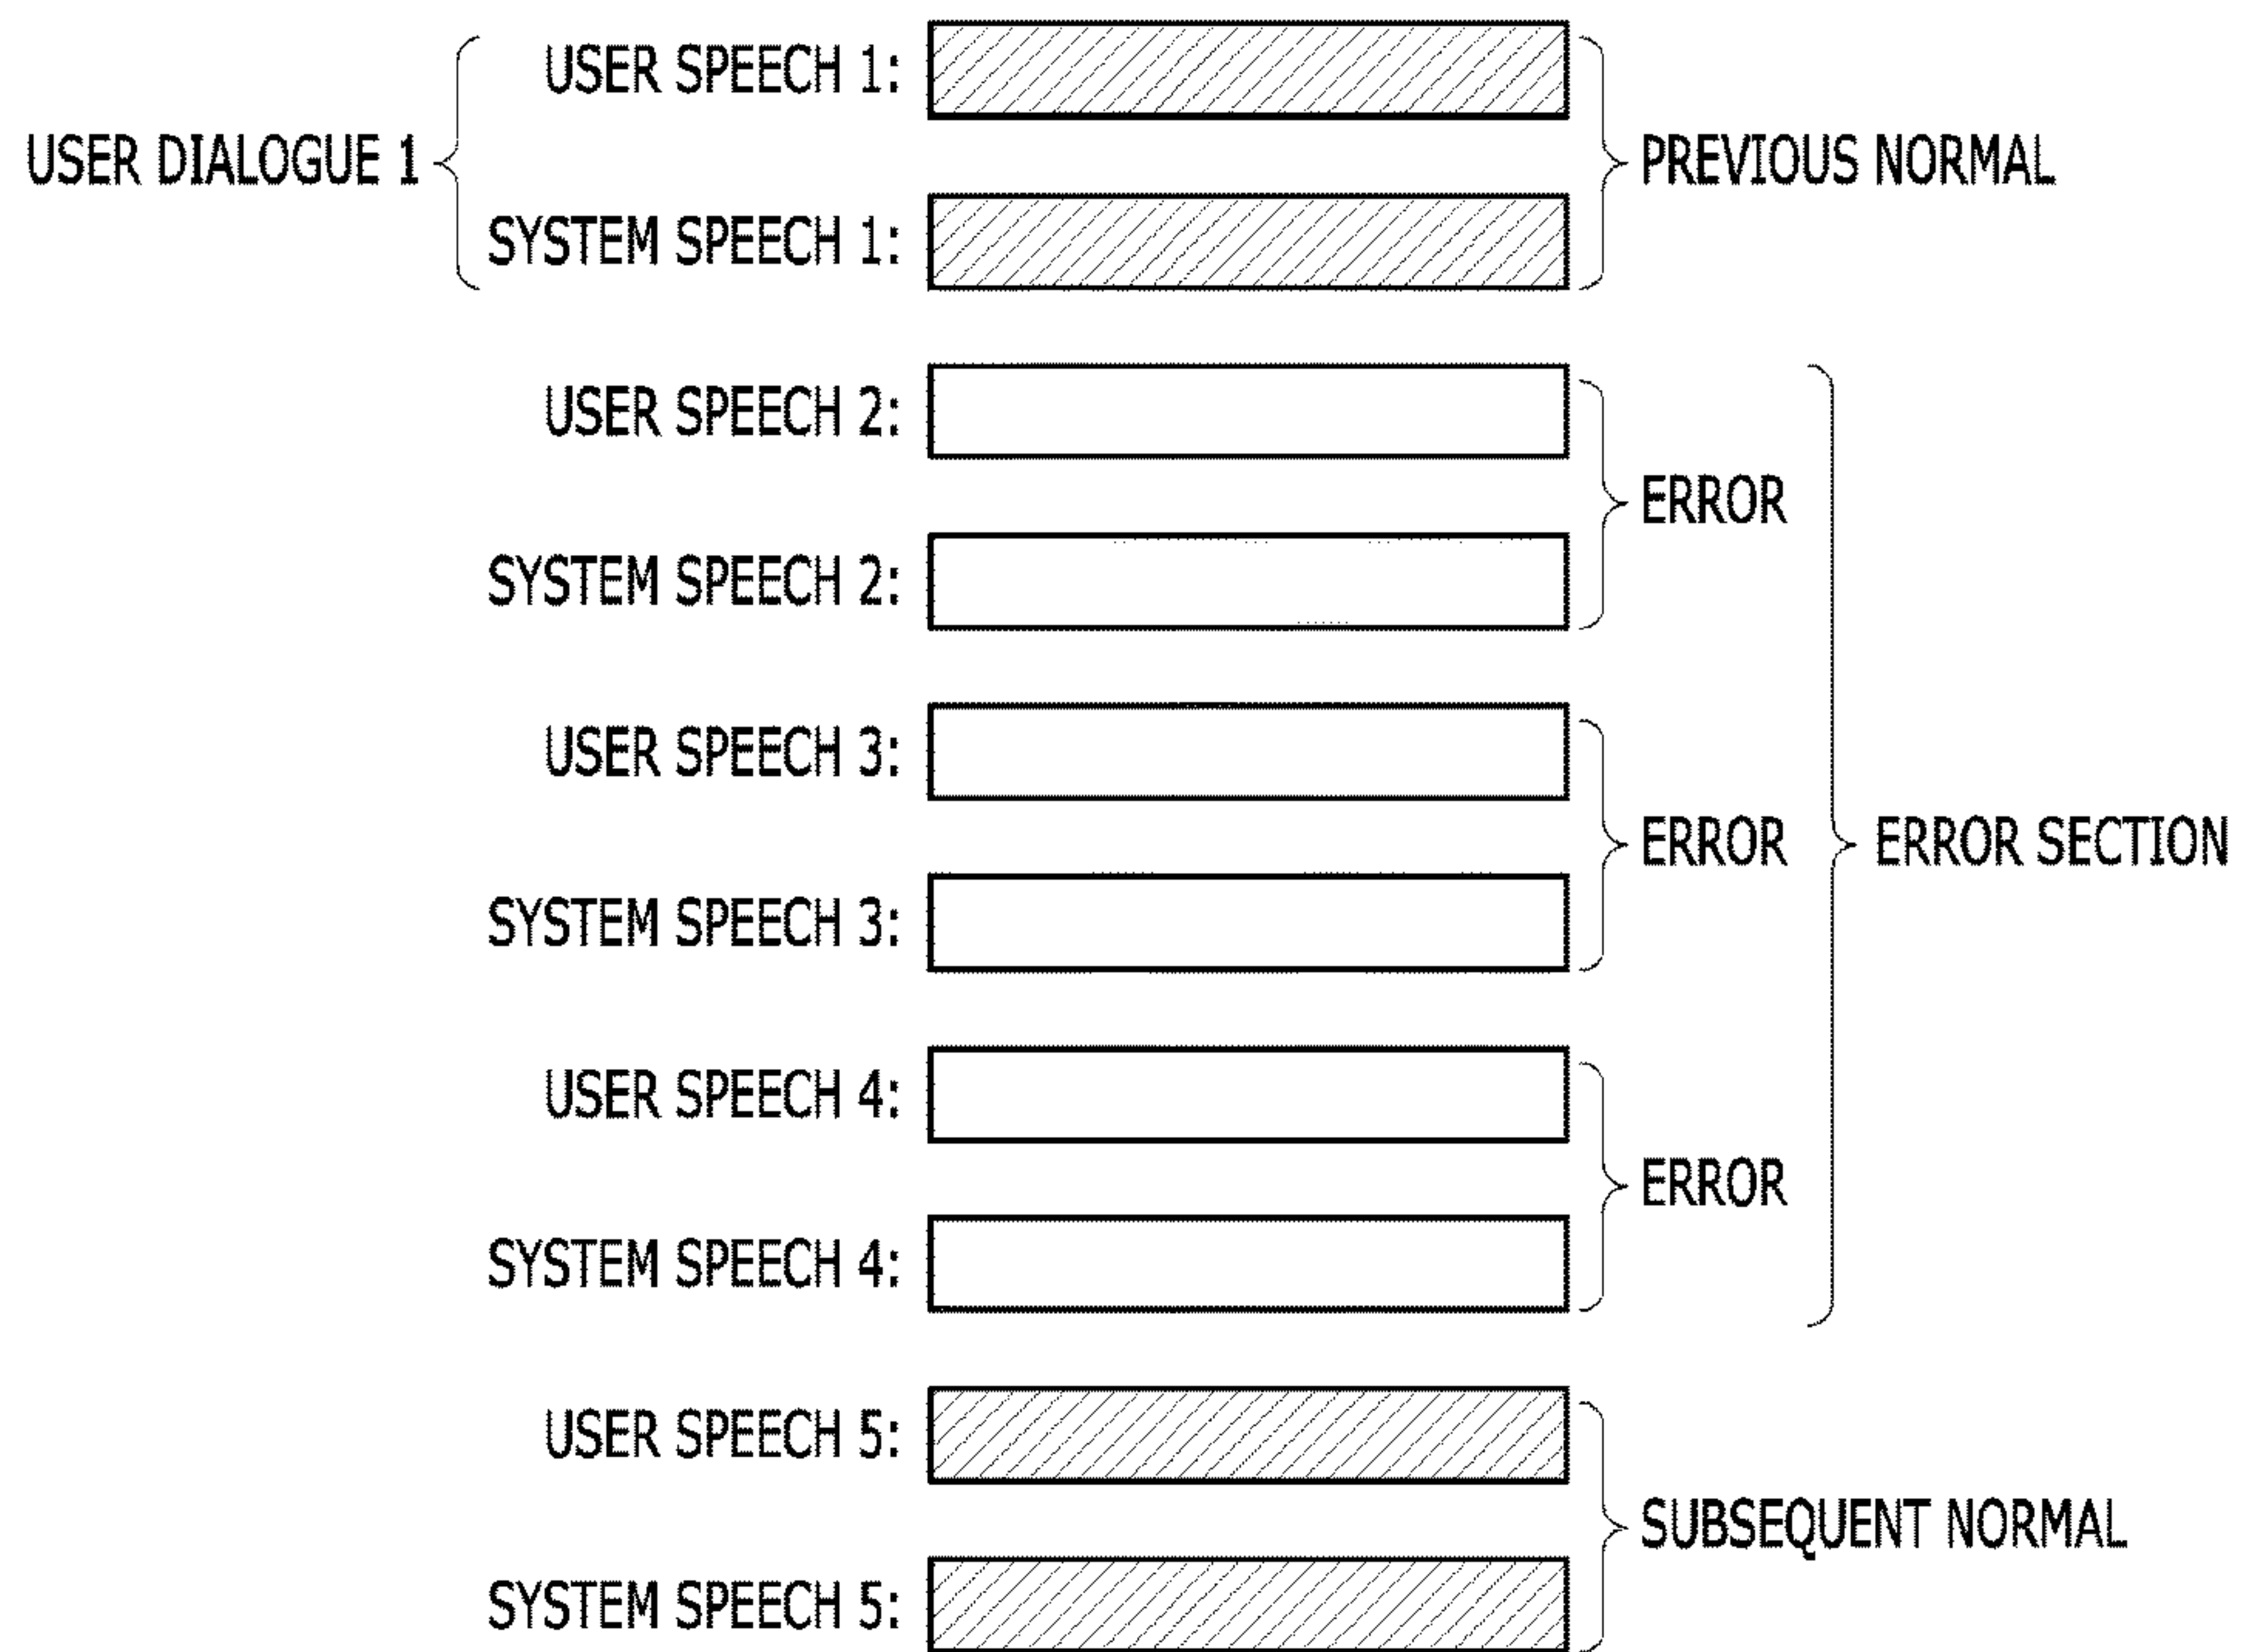 USER SPEECH 1:
USER DIALOGUE 1
PREVIOUS NORMAL
SYSTEM SPEECH 1:
USER SPEECH 2:
ERROR
SYSTEM SPEECH 2:
USER SPEECH 3:
ERROR
ERROR SECTION
SYSTEM SPEECH 3:
USER SPEECH 4:
ERROR
SYSTEM SPEECH 4:
USER SPEECH 5:
SUBSEQUENT NORMAL
SYSTEM SPEECH 5: